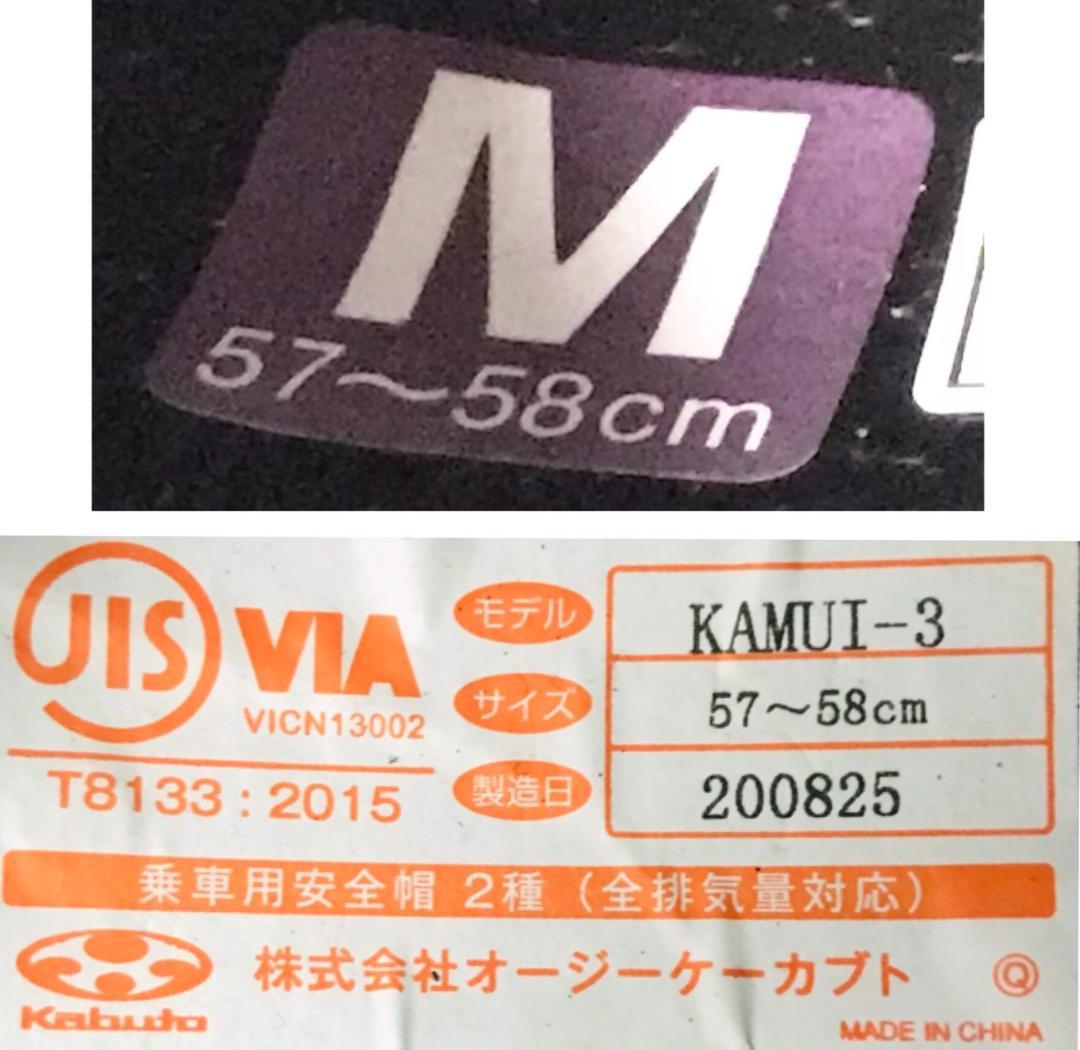 M
57～58cm
JIS VIA
VICN13002
T8133：2015
モデル KAMUI-3
サイズ 57～58cm
製造日 200825
乗車用安全帽 2種（全排気量対応）
Kabuto
株式会社オージーケーカブト Q
MADE IN CHINA